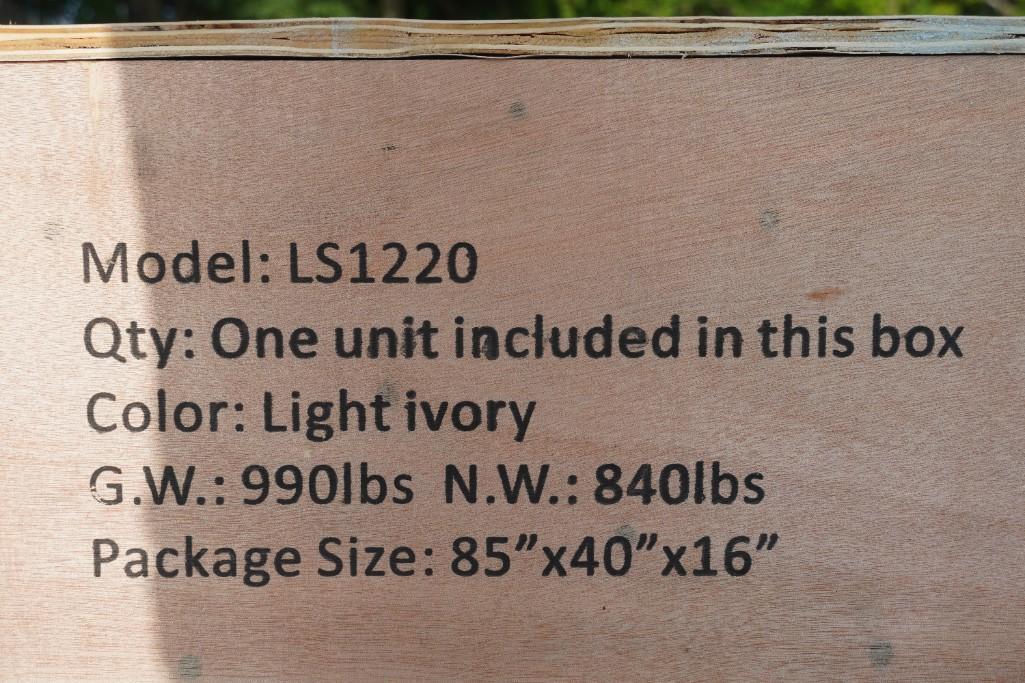 Model: LS1220
Qty: One unit included in this box
Color: Light ivory
G.W.: 990lbs  N.W.: 840lbs
Package Size: 85”x40”x16”